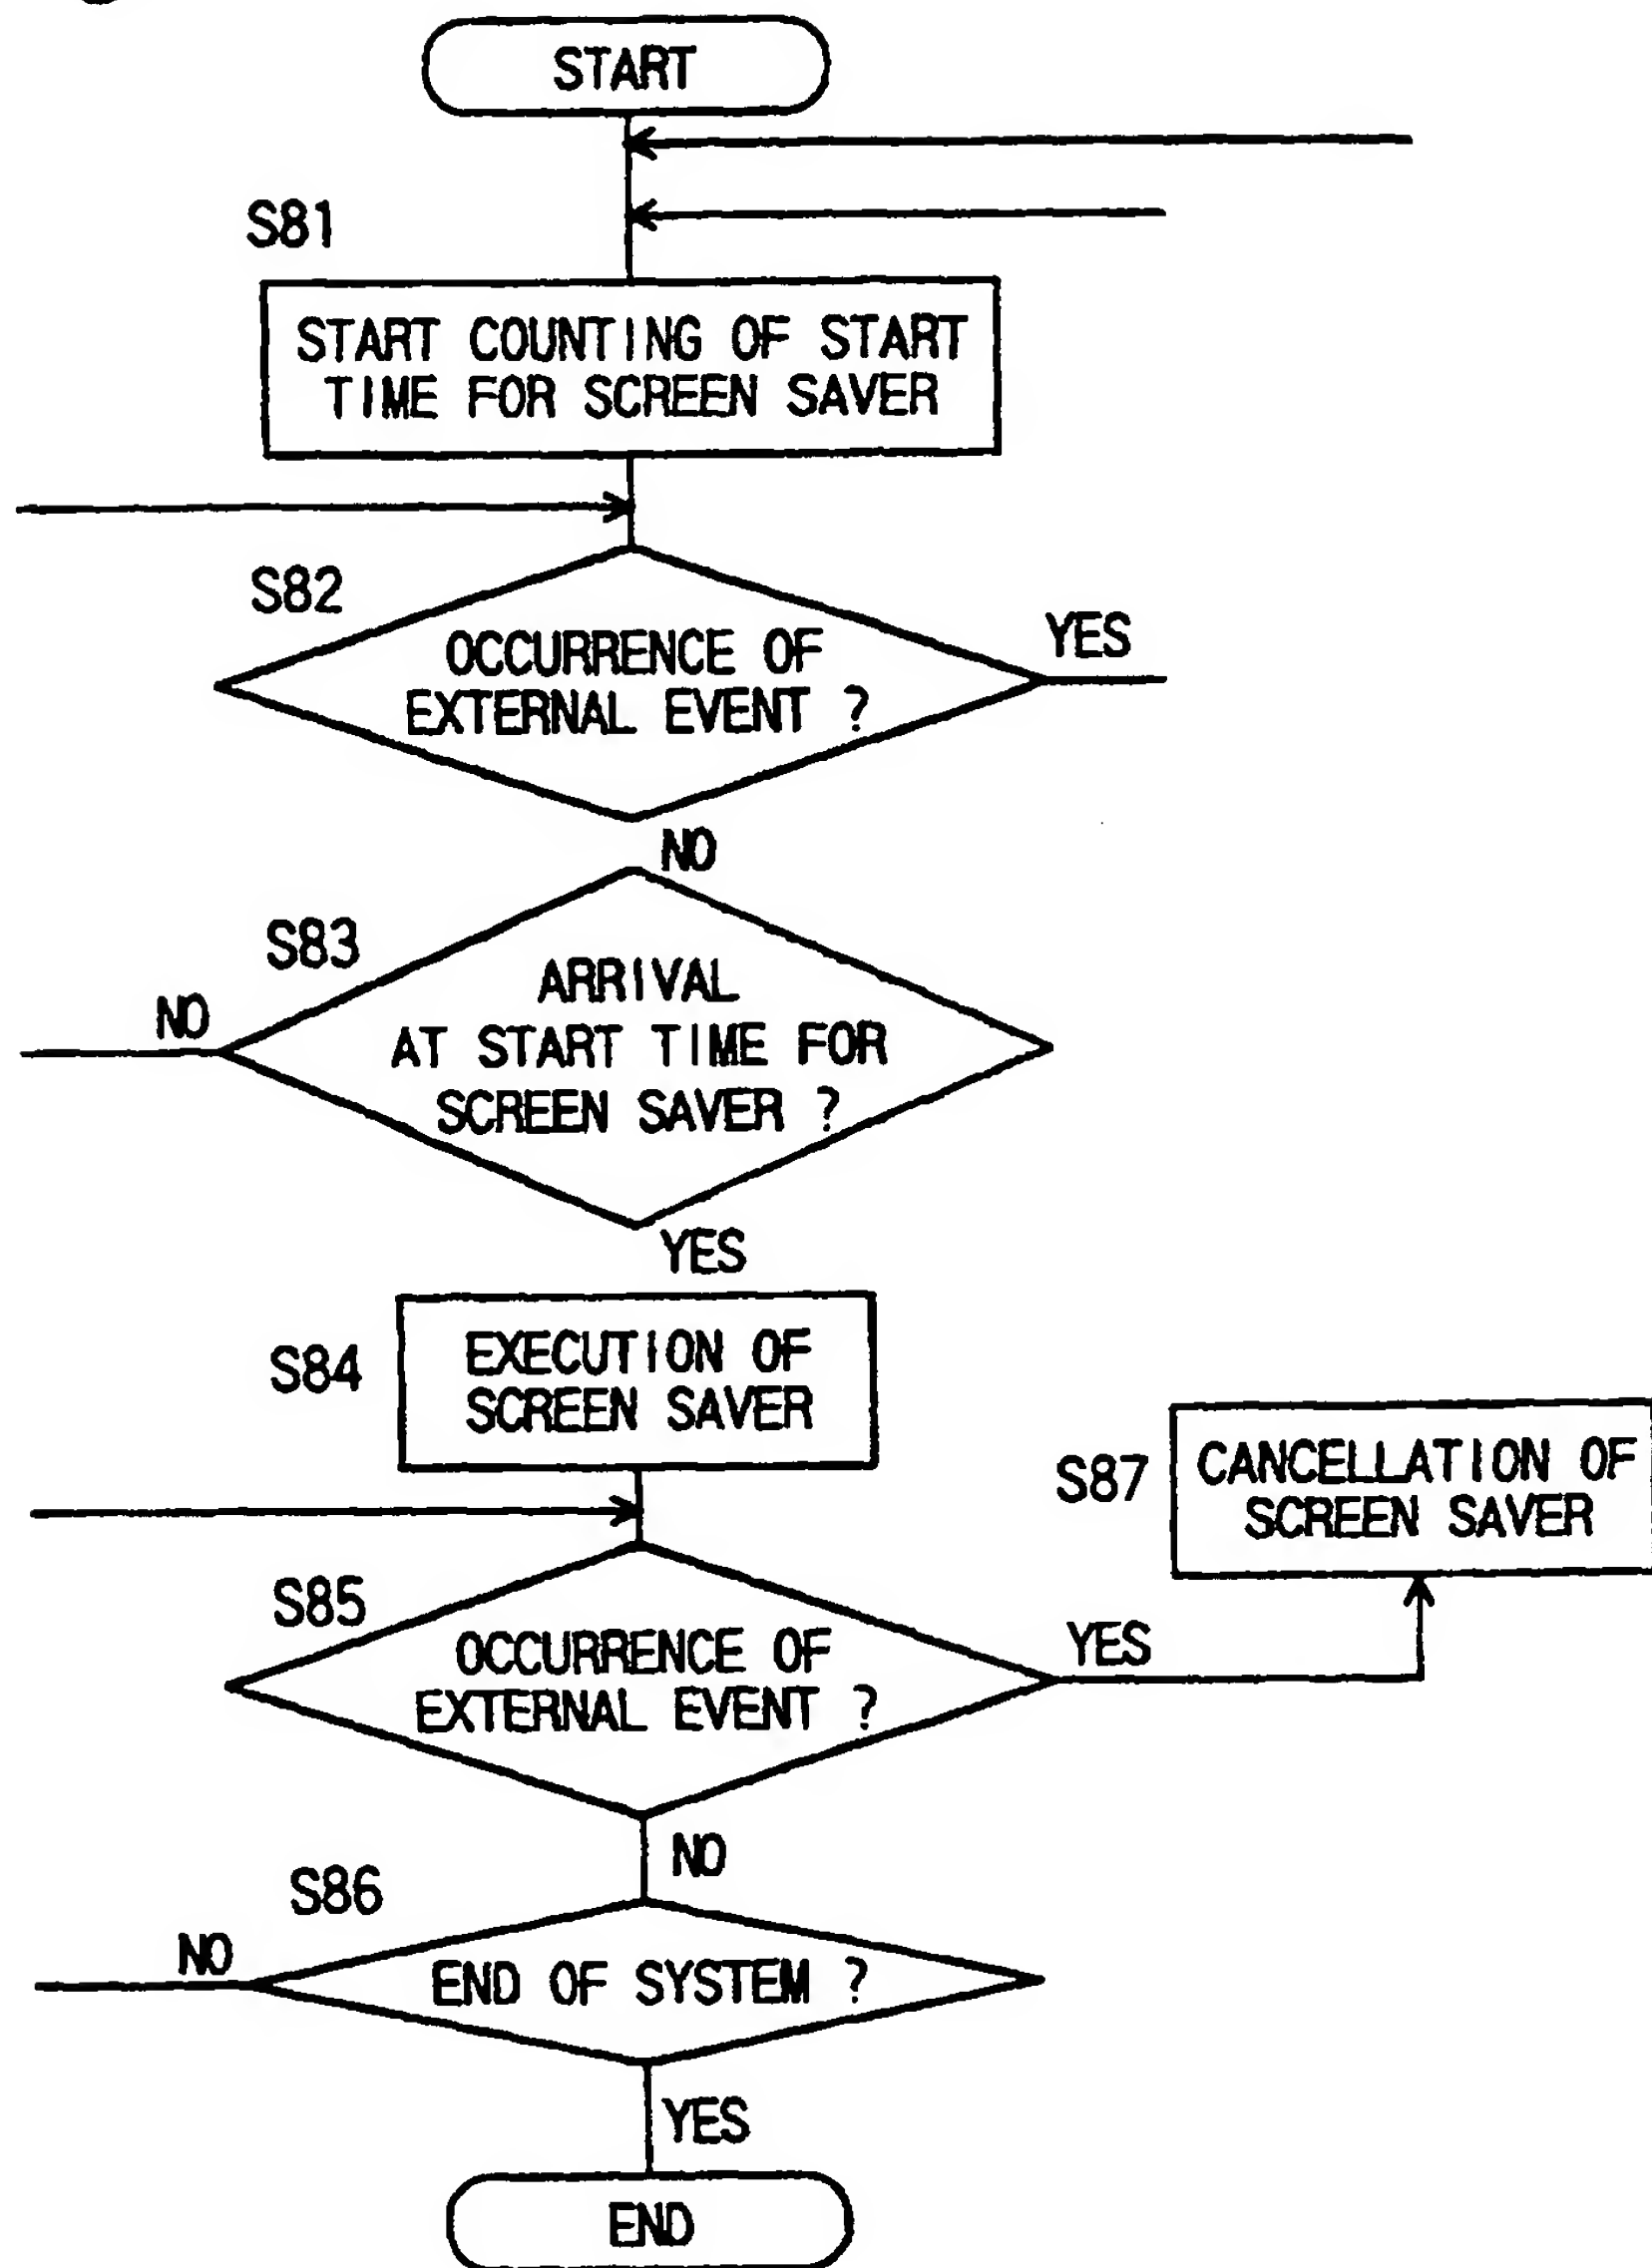 START
S81
START COUNTING OF START
TIME FOR SCREEN SAVER
S82
OCCURRENCE OF
EXTERNAL EVENT ?
YES
NO
S83
ARRIVAL
AT START TIME FOR
SCREEN SAVER ?
NO
YES
S84
EXECUTION OF
SCREEN SAVER
S87
CANCELLATION OF
SCREEN SAVER
S85
OCCURRENCE OF
EXTERNAL EVENT ?
YES
NO
S86
NO
END OF SYSTEM ?
YES
END